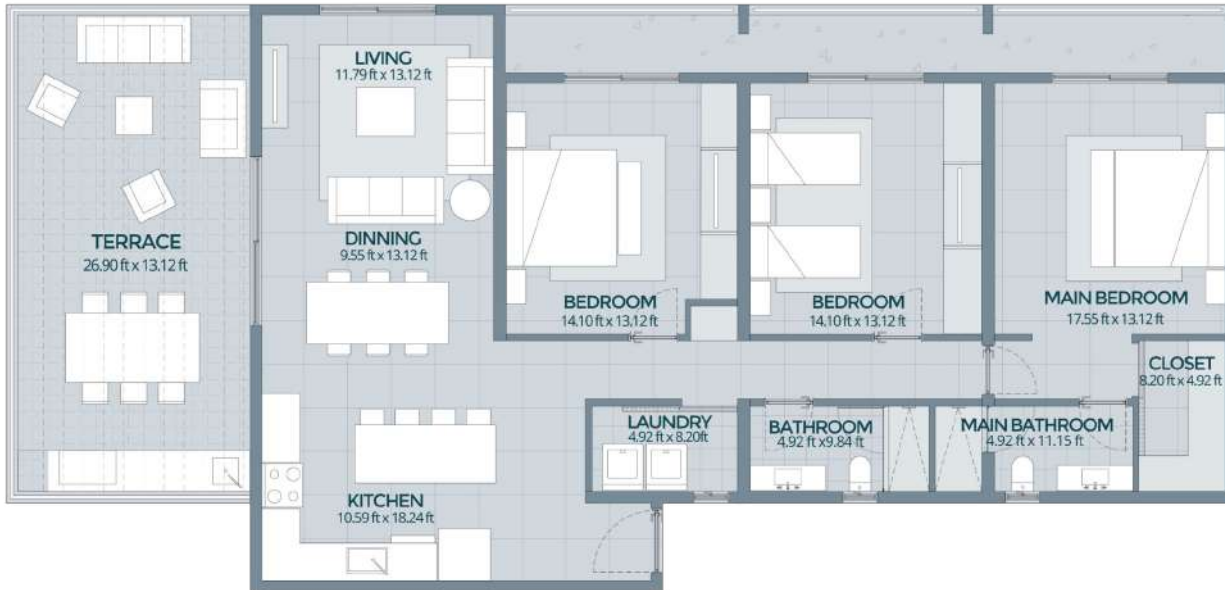 LIVING
11.79 ft x 13.12 ft
TERRACE
26.90 ft x 13.12 ft
DINNING
9.55 ft x 13.12 ft
BEDROOM
14.10 ft x 13.12 ft
BEDROOM
14.10 ft x 13.12 ft
MAIN BEDROOM
17.55 ft x 13.12 ft
CLOSET
8.20 ft x 4.92 ft
LAUNDRY
4.92 ft x 8.20ft
BATHROOM
4.92 ft x9.84 ft
MAIN BATHROOM
4.92 ft x 11.15 ft
KITCHEN
10.59 ft x 18.24 ft